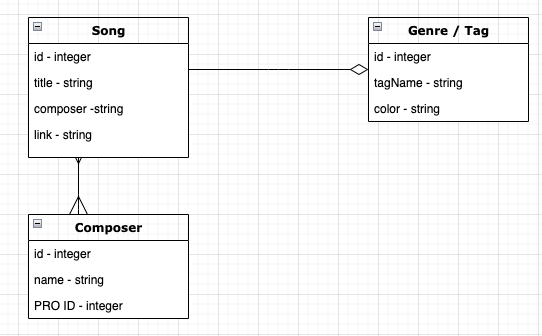 Song
id - integer
title - string
composer -string
link - string
Genre / Tag
id - integer
tagName - string
color - string
Composer
id - integer
name - string
PRO ID - integer